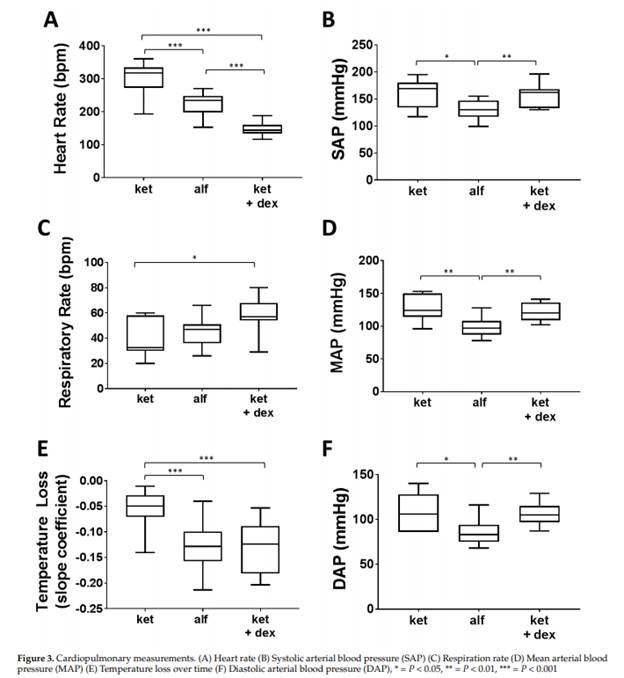 A
Heart Rate (bpm)
400
300
200
100
0
***
***
***
ket
alf
ket
+ dex
B
SAP (mmHg)
250
200
150
100
50
0
*
**
ket
alf
ket
+ dex
C
Respiratory Rate (bpm)
100
80
60
40
20
0
*
ket
alf
ket
+ dex
D
MAP (mmHg)
200
150
100
50
0
**
**
ket
alf
ket
+ dex
E
Temperature Loss
(slope coefficient)
0.00
-0.05
-0.10
-0.15
-0.20
-0.25
***
***
ket
alf
ket
+ dex
F
DAP (mmHg)
150
100
50
0
*
**
ket
alf
ket
+ dex
Figure 3. Cardiopulmonary measurements. (A) Heart rate (B) Systolic arterial blood pressure (SAP) (C) Respiration rate (D) Mean arterial blood
pressure (MAP) (E) Temperature loss over time (F) Diastolic arterial blood pressure (DAP), * = P < 0.05, ** = P < 0.01, *** = P < 0.001